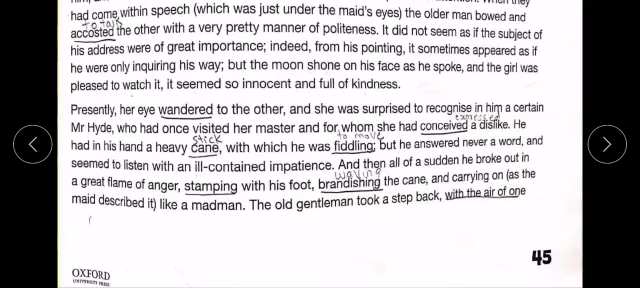 had come within speech (which was just under the maid's eyes) the older man bowed and
to talk
accosted the other with a very pretty manner of politeness. It did not seem as if the subject of
his address were of great importance; indeed, from his pointing, it sometimes appeared as if
he were only inquiring his way; but the moon shone on his face as he spoke, and the girl was
pleased to watch it, it seemed so innocent and full of kindness.
Presently, her eye wandered to the other, and she was surprised to recognise in him a certain
expressed
Mr Hyde, who had once visited her master and for whom she had conceived a dislike. He
stick to move
had in his hand a heavy cane, with which he was fiddling; but he answered never a word, and
seemed to listen with an ill-contained impatience. And then all of a sudden he broke out in
waving
a great flame of anger, stamping with his foot, brandishing the cane, and carrying on (as the
maid described it) like a madman. The old gentleman took a step back, with the air of one
45
OXFORD
UNIVERSITY PRESS